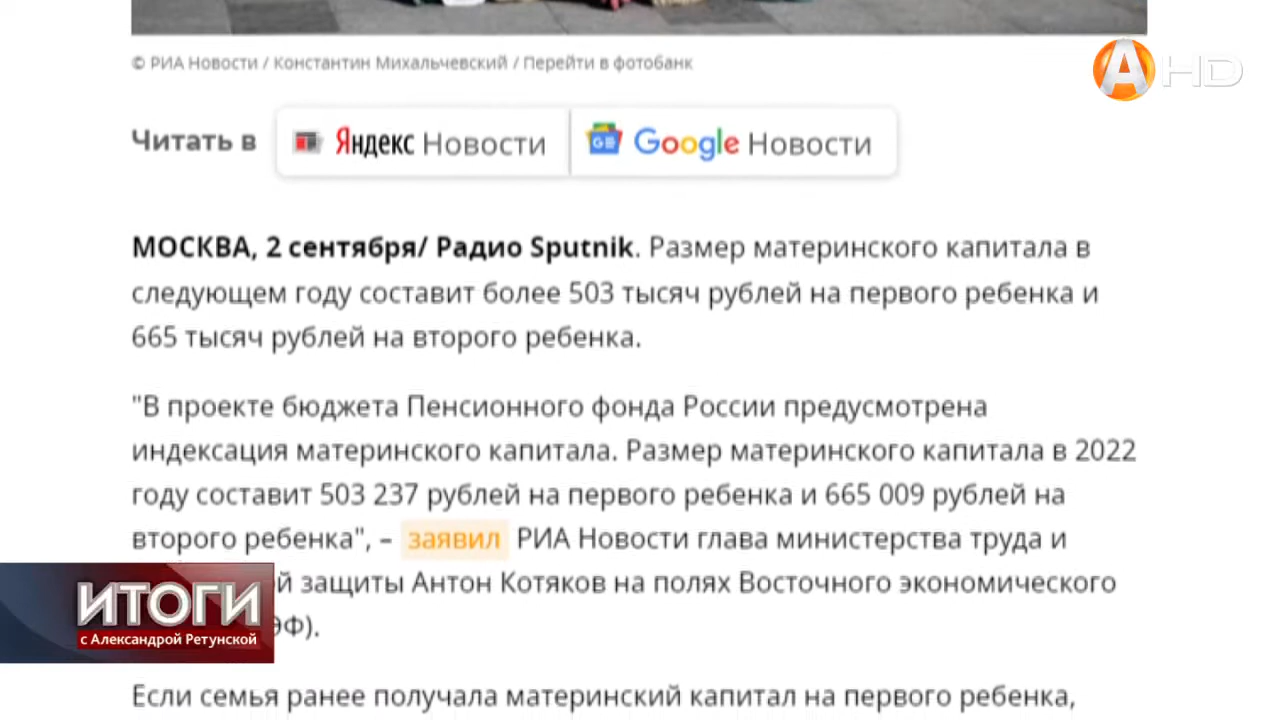 © РИА Новости / Константин Михальчевский / Перейти в фотобанк
Читать в Яндекс Новости Google Новости
МОСКВА, 2 сентября/ Радио Sputnik. Размер материнского капитала в
следующем году составит более 503 тысяч рублей на первого ребенка и
665 тысяч рублей на второго ребенка.
"В проекте бюджета Пенсионного фонда России предусмотрена
индексация материнского капитала. Размер материнского капитала в 2022
году составит 503 237 рублей на первого ребенка и 665 009 рублей на
второго ребенка", – заявил РИА Новости глава министерства труда и
й защиты Антон Котяков на полях Восточного экономического
ЭФ).
Если семья ранее получала материнский капитал на первого ребенка,
ИТОГИ
с Александрой Ретунской
А HD